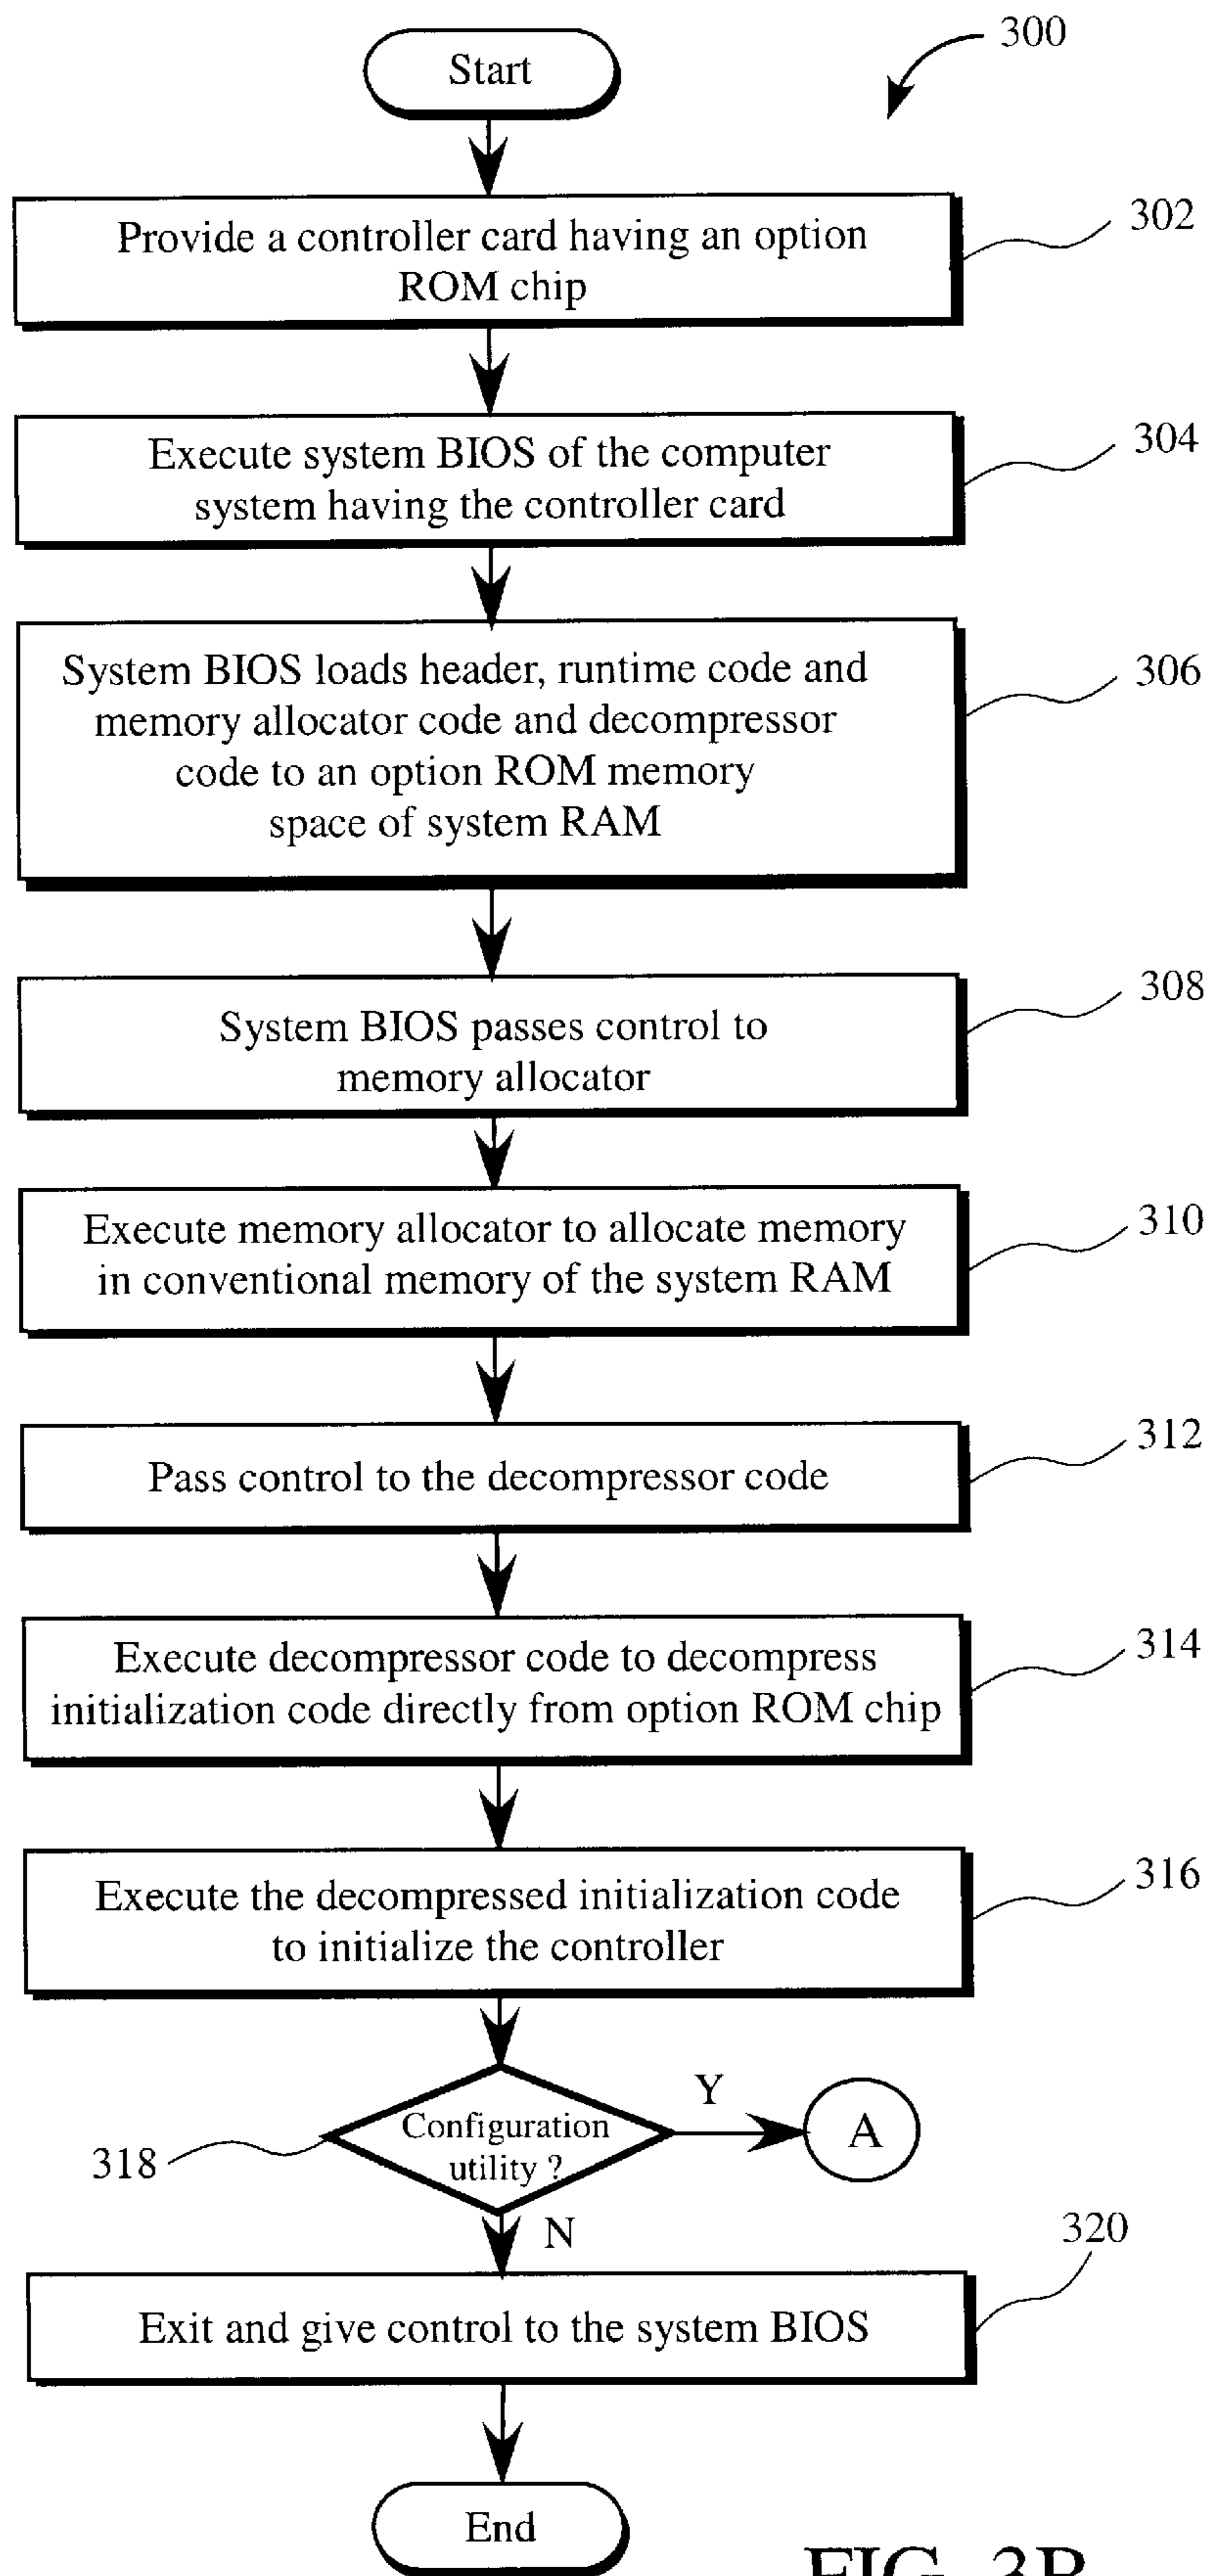 Start
300
Provide a controller card having an option
ROM chip
302
Execute system BIOS of the computer
system having the controller card
304
System BIOS loads header, runtime code and
memory allocator code and decompressor
code to an option ROM memory
space of system RAM
306
System BIOS passes control to
memory allocator
308
Execute memory allocator to allocate memory
in conventional memory of the system RAM
310
Pass control to the decompressor code
312
Execute decompressor code to decompress
initialization code directly from option ROM chip
314
Execute the decompressed initialization code
to initialize the controller
316
Configuration
utility ?
Y
A
318
N
320
Exit and give control to the system BIOS
End
FIG. 3B